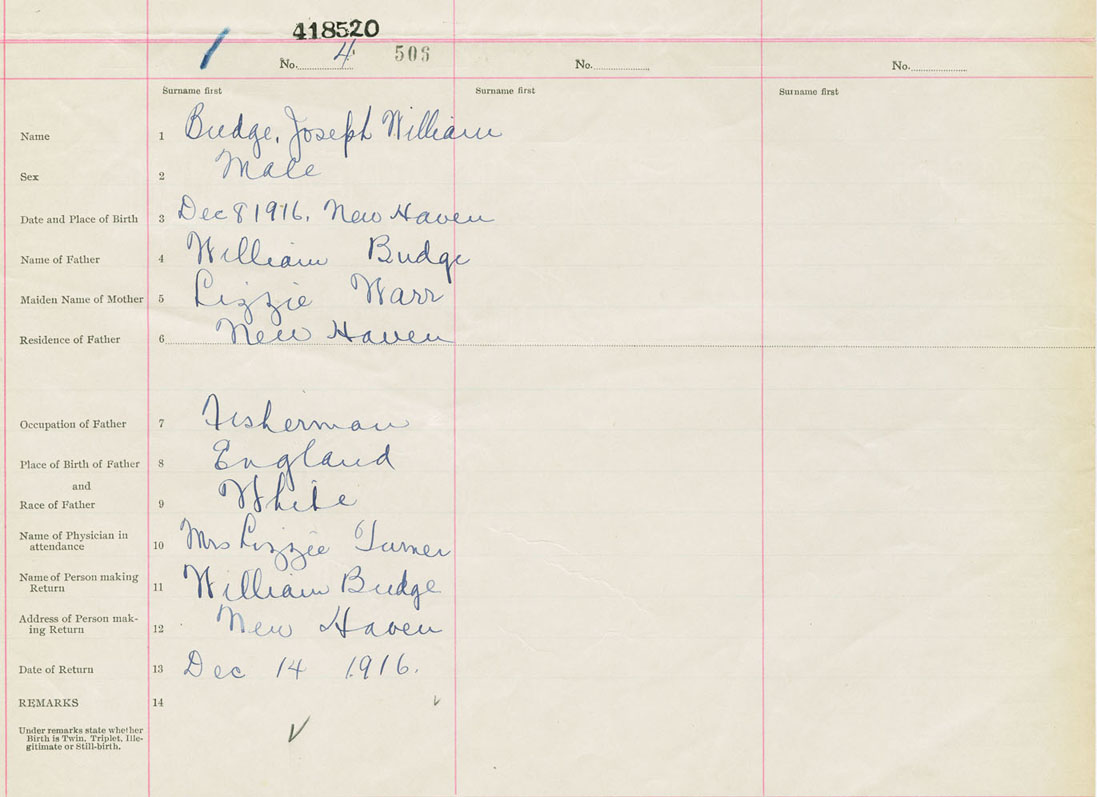 418520
No. 4 506 No. No.
Surname first Surname first Surname first
Name 1 Budge, Joseph William
Sex 2 Male
Date and Place of Birth 3 Dec 8 1916, New Haven
Name of Father 4 William Budge
Maiden Name of Mother 5 Lizzie Warr
Residence of Father 6 New Haven
Occupation of Father 7 Fisherman
Place of Birth of Father 8 England
and
Race of Father 9 White
Name of Physician in
attendance 10 Mrs Lizzie Turner
Name of Person making
Return 11 William Budge
Address of Person mak-
ing Return 12 New Haven
Date of Return 13 Dec 14 1916.
REMARKS 14
Under remarks state whether
Birth is Twin, Triplet, Ille-
gitimate or Still-birth.